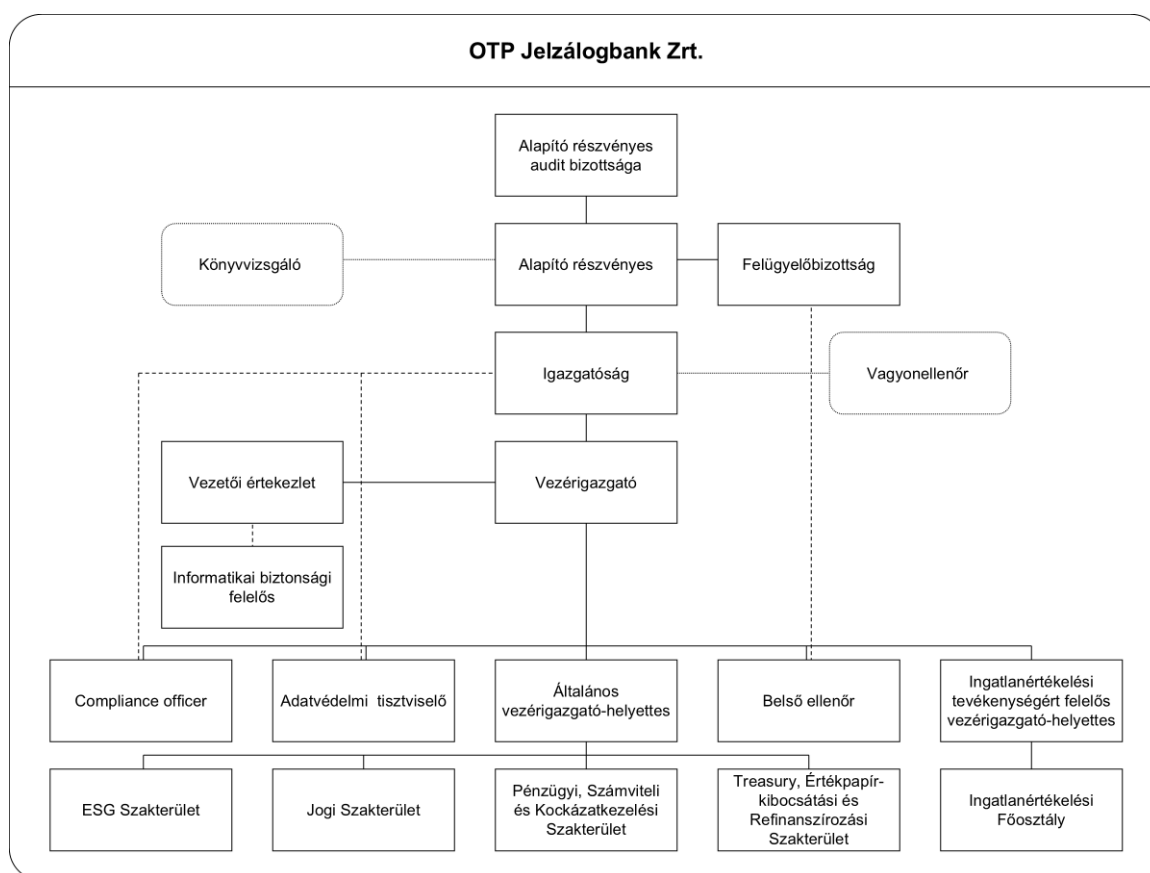 OTP Jelzálogbank Zrt.
Alapító részvényes
audit bizottsága
Könyvvizsgáló
Alapító részvényes
Felügyelőbizottság
Igazgatóság
Vagyonellenőr
Vezetői értekezlet
Vezérigazgató
Informatikai biztonsági
felelős
Compliance officer
Adatvédelmi tisztviselő
Általános
vezérigazgató-helyettes
Belső ellenőr
Ingatlanértékelési
tevékenységért felelős
vezérigazgató-helyettes
ESG Szakterület
Jogi Szakterület
Pénzügyi, Számviteli
és Kockázatkezelési
Szakterület
Treasury, Értékpapír-
kibocsátási és
Refinanszírozási
Szakterület
Ingatlanértékelési
Főosztály